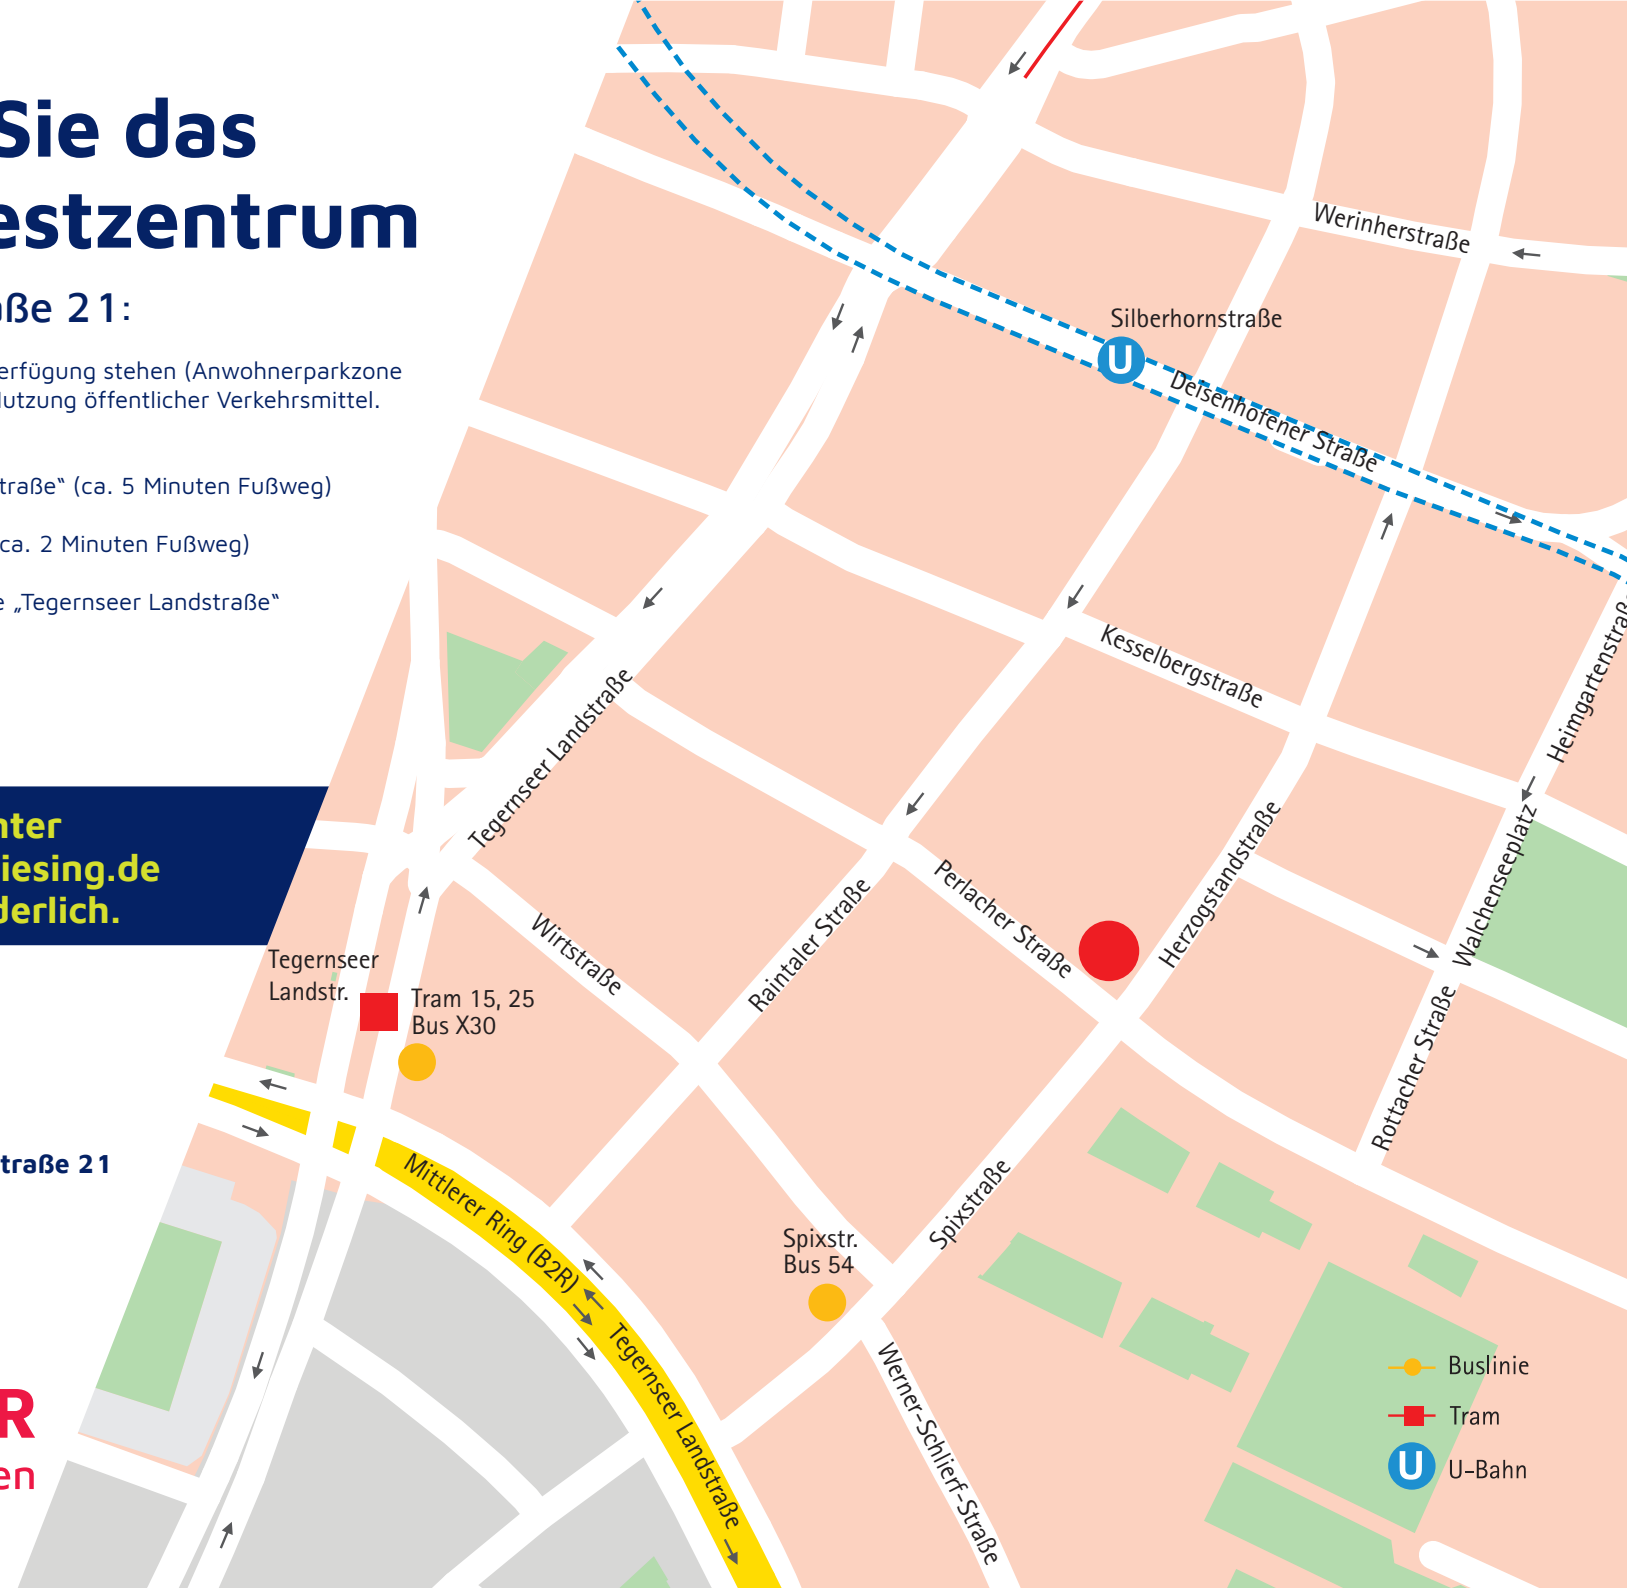 Sie das
estzentrum
ße 21:
erfügung stehen (Anwohnerparkzone
Nutzung öffentlicher Verkehrsmittel.
traße“ (ca. 5 Minuten Fußweg)
ca. 2 Minuten Fußweg)
e „Tegernseer Landstraße“
nter
iesing.de
derlich.
traße 21
R
en
Werinherstraße
Silberhornstraße
U
Deisenhofener Straße
Kesselbergstraße
Heimgartenstraße
Tegernseer Landstraße
Walchenseeplatz
Herzogstandstraße
Perlacher Straße
Raintaler Straße
Wirtstraße
Tegernseer
Landstr.
Tram 15, 25
Bus X30
Rottacher Straße
Mittlerer Ring (B2R)
Tegernseer Landstraße
Spixstraße
Spixstr.
Bus 54
Werner-Schlierf-Straße
Buslinie
Tram
U U-Bahn